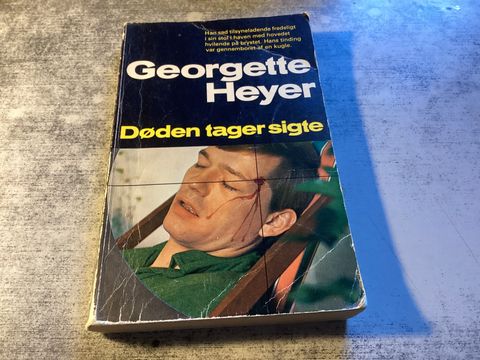 Han sad tilsyneladende fredeligt
i sin stol i haven med hovedet
hvilende på brystet. Hans tinding
var gennemboret af en kugle.
Georgette
Heyer
Døden tager sigte